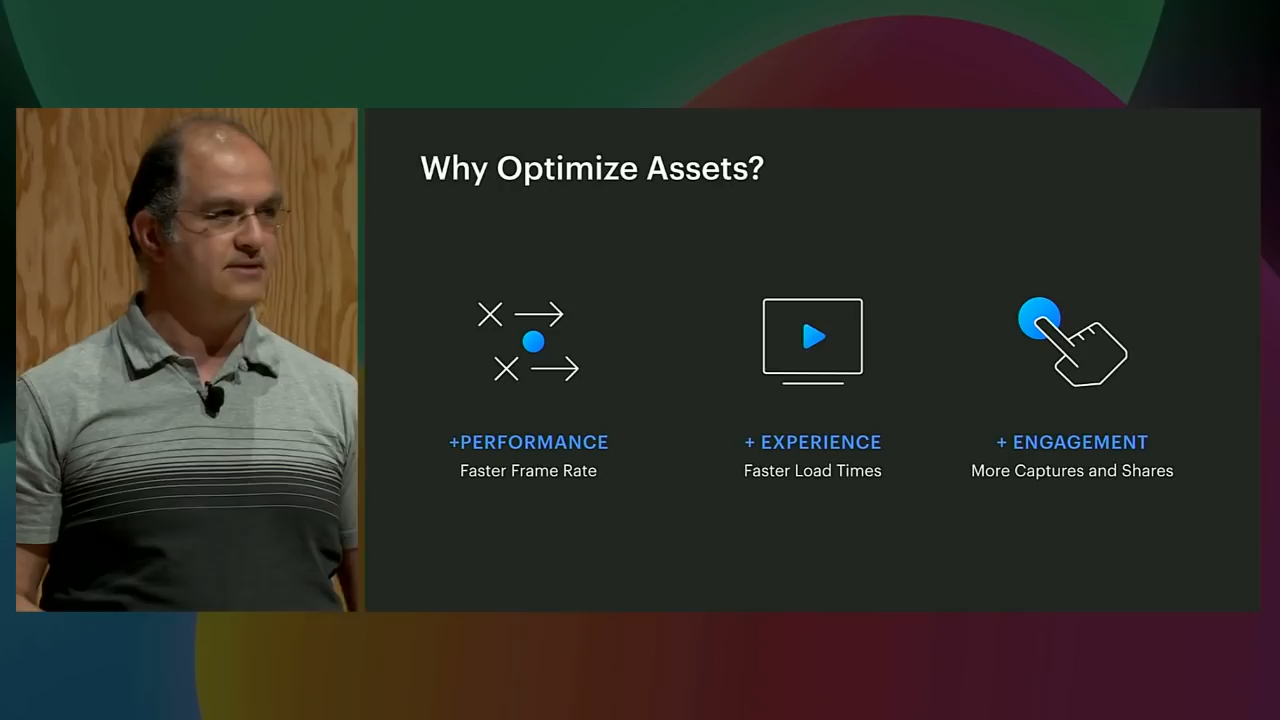 Why Optimize Assets?
+PERFORMANCE
Faster Frame Rate
+ EXPERIENCE
Faster Load Times
+ ENGAGEMENT
More Captures and Shares